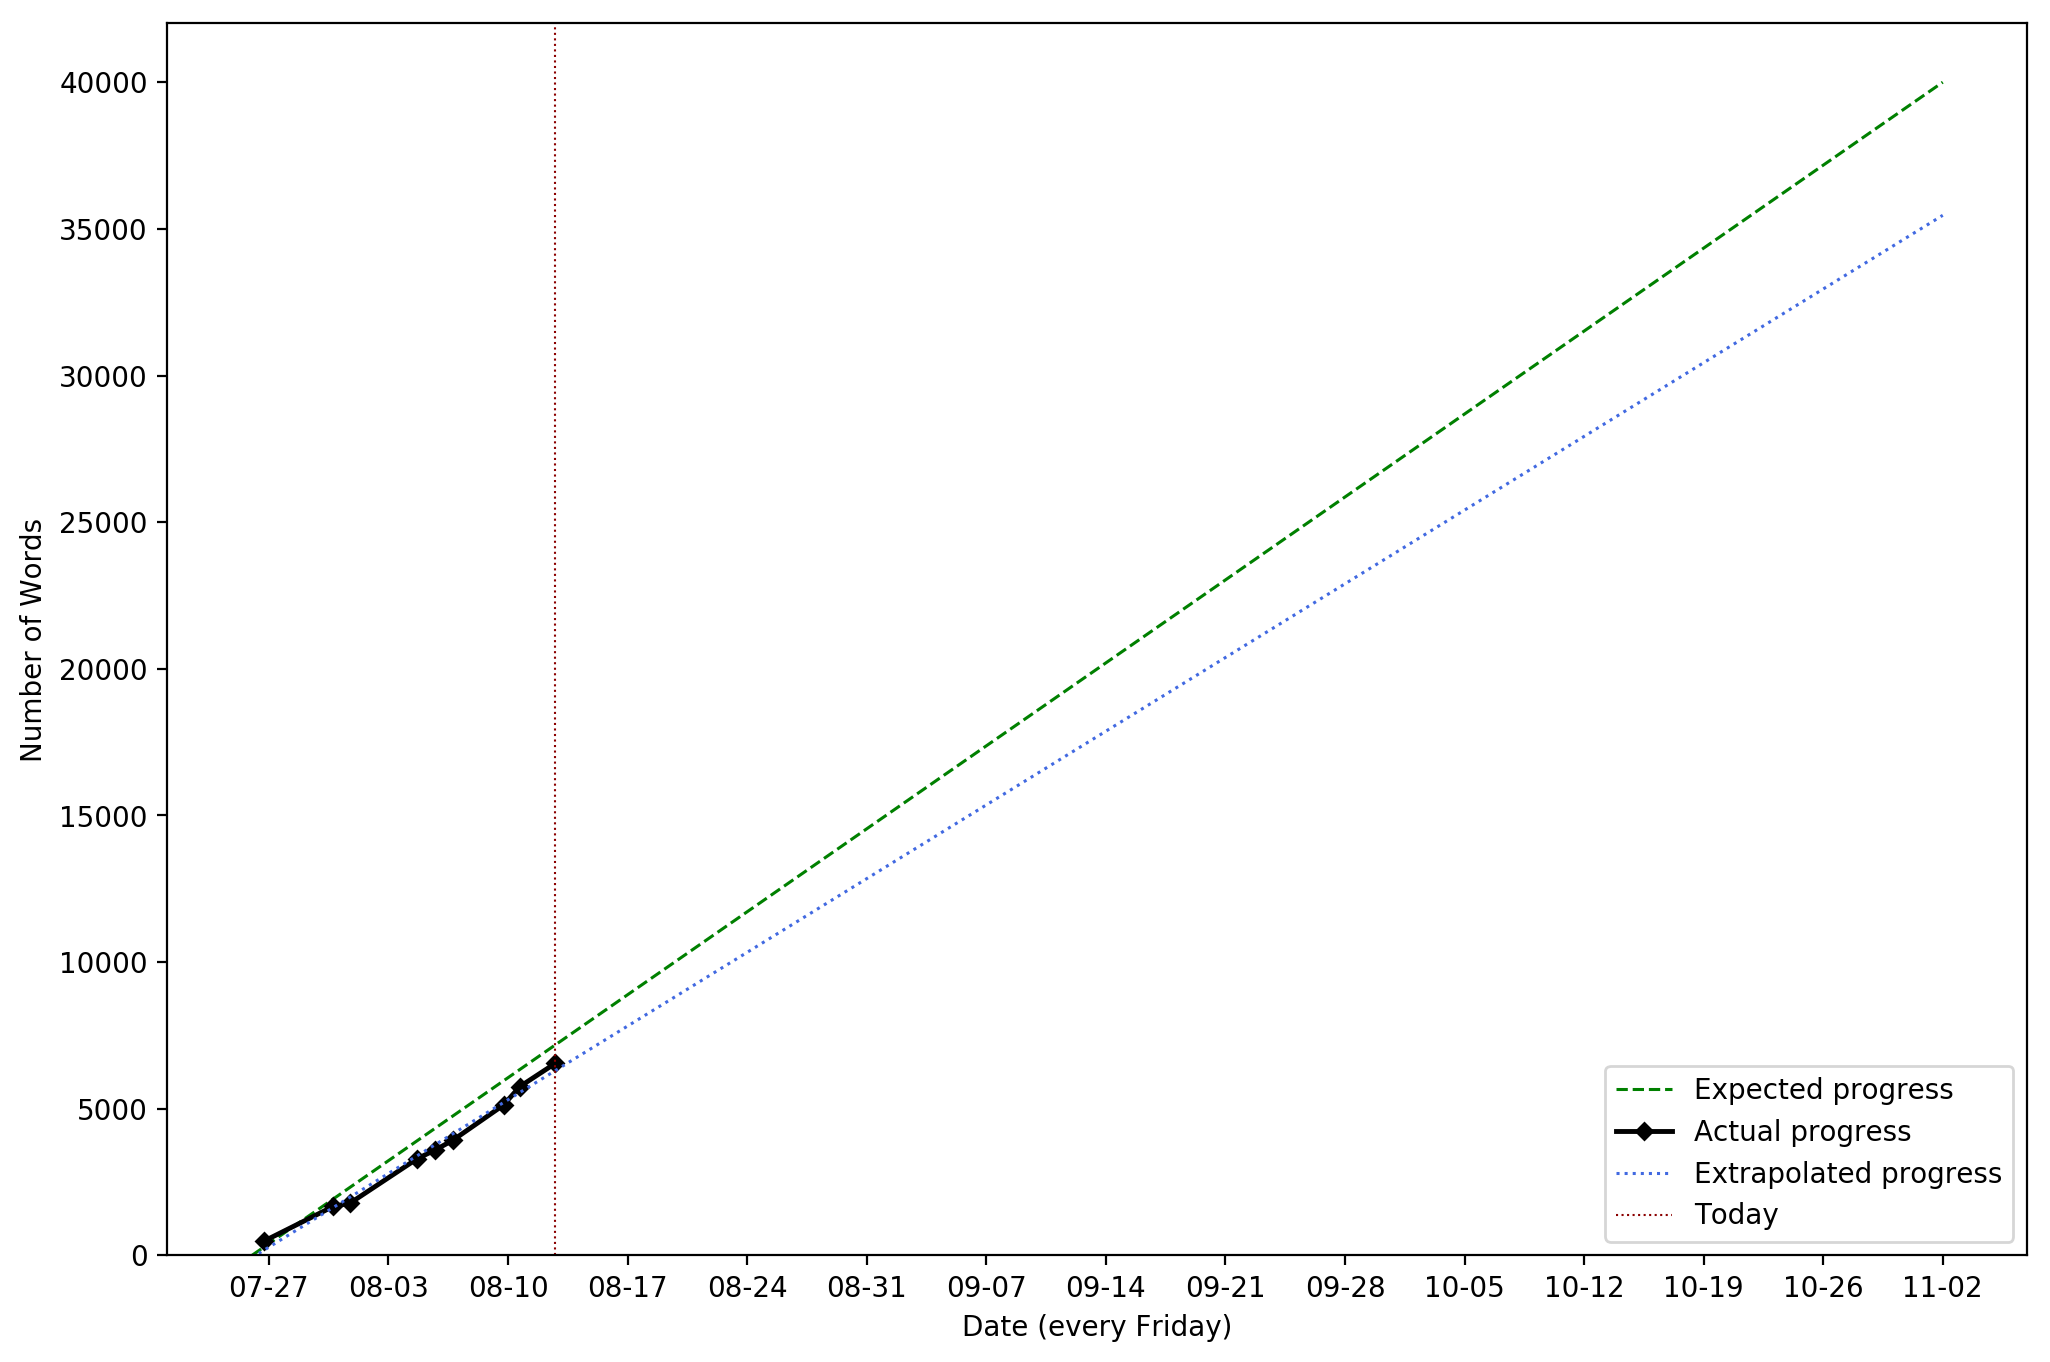 40000
35000
30000
25000
20000
15000
10000
5000
0
Number of Words
07-27 08-03 08-10 08-17 08-24 08-31 09-07 09-14 09-21 09-28 10-05 10-12 10-19 10-26 11-02
Date (every Friday)
Expected progress
Actual progress
Extrapolated progress
Today